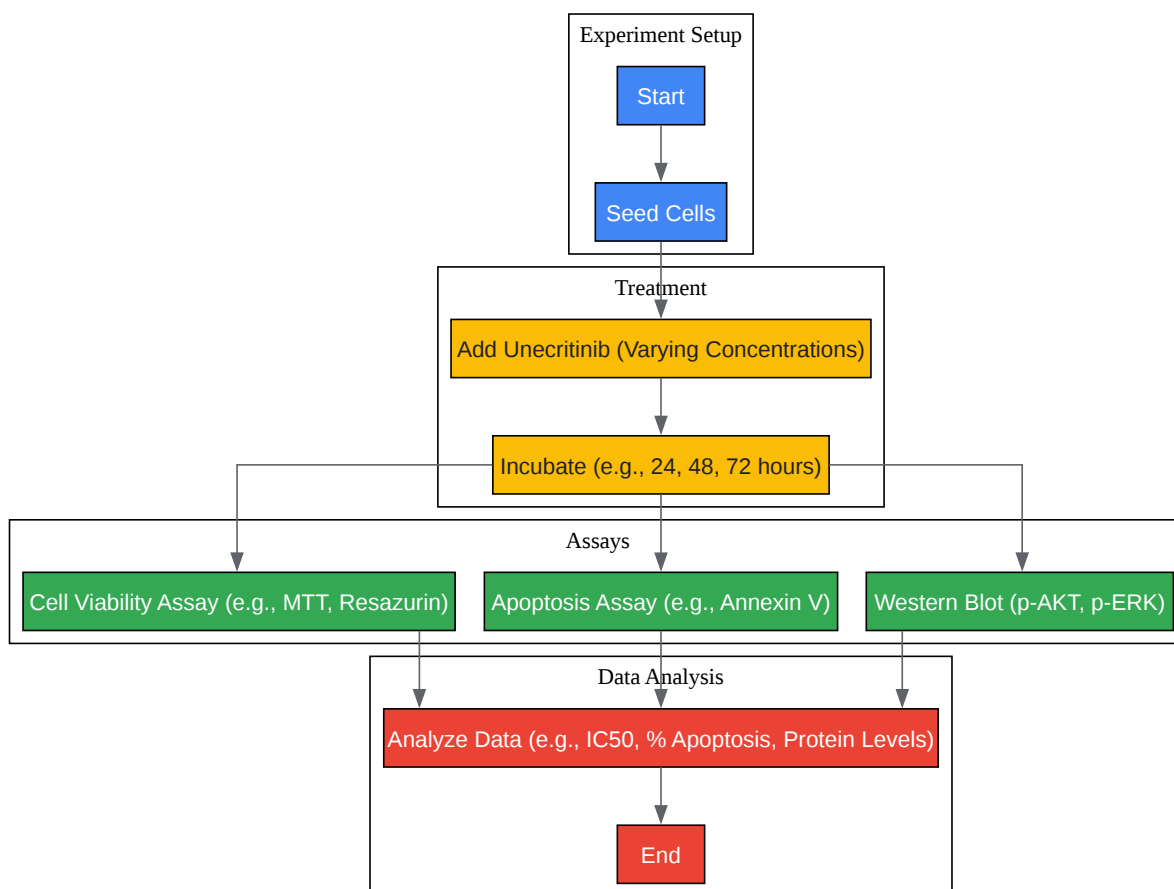 Experiment Setup
Start
Seed Cells
Treatment
Add Unecritinib (Varying Concentrations)
Incubate (e.g., 24, 48, 72 hours)
Assays
Cell Viability Assay (e.g., MTT, Resazurin)
Apoptosis Assay (e.g., Annexin V)
Western Blot (p-AKT, p-ERK)
Data Analysis
Analyze Data (e.g., IC50, % Apoptosis, Protein Levels)
End